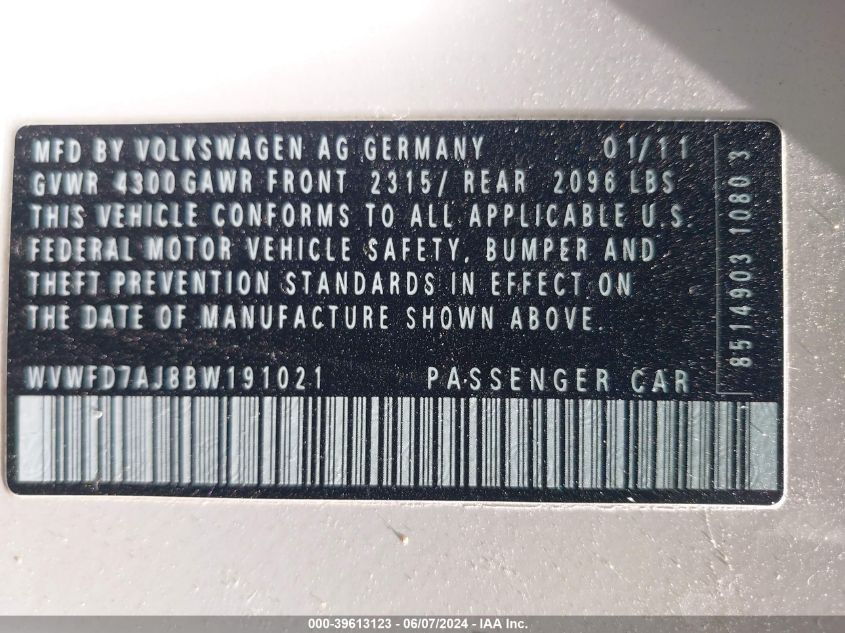 MFD BY VOLKSWAGEN AG GERMANY 01/11
GVWR 4300 GAWR FRONT 2315/ REAR 2096 LBS
THIS VEHICLE CONFORMS TO ALL APPLICABLE U.S.
FEDERAL MOTOR VEHICLE SAFETY, BUMPER AND
THEFT PREVENTION STANDARDS IN EFFECT ON
THE DATE OF MANUFACTURE SHOWN ABOVE.
WVWFD7AJ8BW191021 PASSENGER CAR
8514903 10803
000-39613123 - 06/07/2024 - IAA Inc.